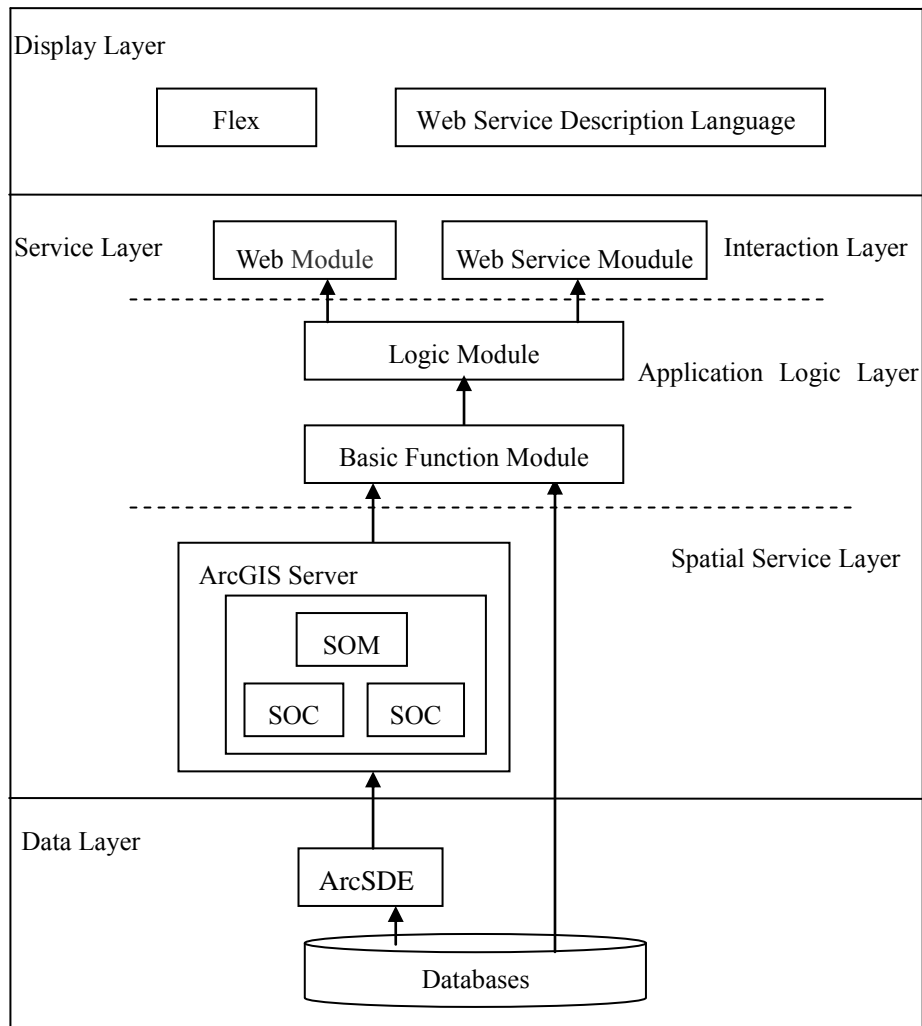 Display Layer
Flex
Web Service Description Language
Service Layer
Web Module
Web Service Moudule
Interaction Layer
Logic Module
Application Logic Layer
Basic Function Module
Spatial Service Layer
ArcGIS Server
SOM
SOC
SOC
Data Layer
ArcSDE
Databases